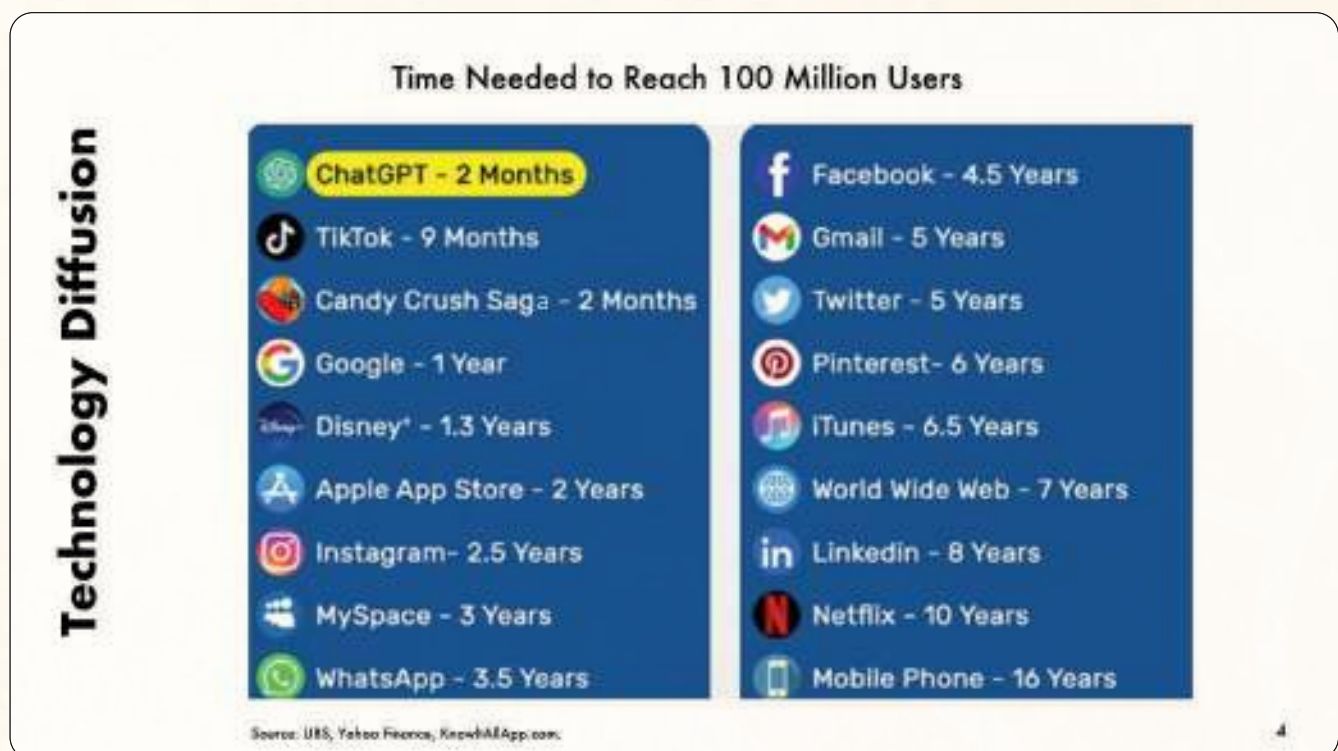 Time Needed to Reach 100 Million Users
Technology Diffusion
ChatGPT - 2 Months
TikTok - 9 Months
Candy Crush Saga - 2 Months
Google - 1 Year
Disney+ - 1.3 Years
Apple App Store - 2 Years
Instagram- 2.5 Years
MySpace - 3 Years
WhatsApp - 3.5 Years
Facebook - 4.5 Years
Gmail - 5 Years
Twitter - 5 Years
Pinterest- 6 Years
iTunes - 6.5 Years
World Wide Web - 7 Years
Linkedin - 8 Years
Netflix - 10 Years
Mobile Phone - 16 Years
Source: UBS, Yahoo Finance, KnowhAllApp.com.
4